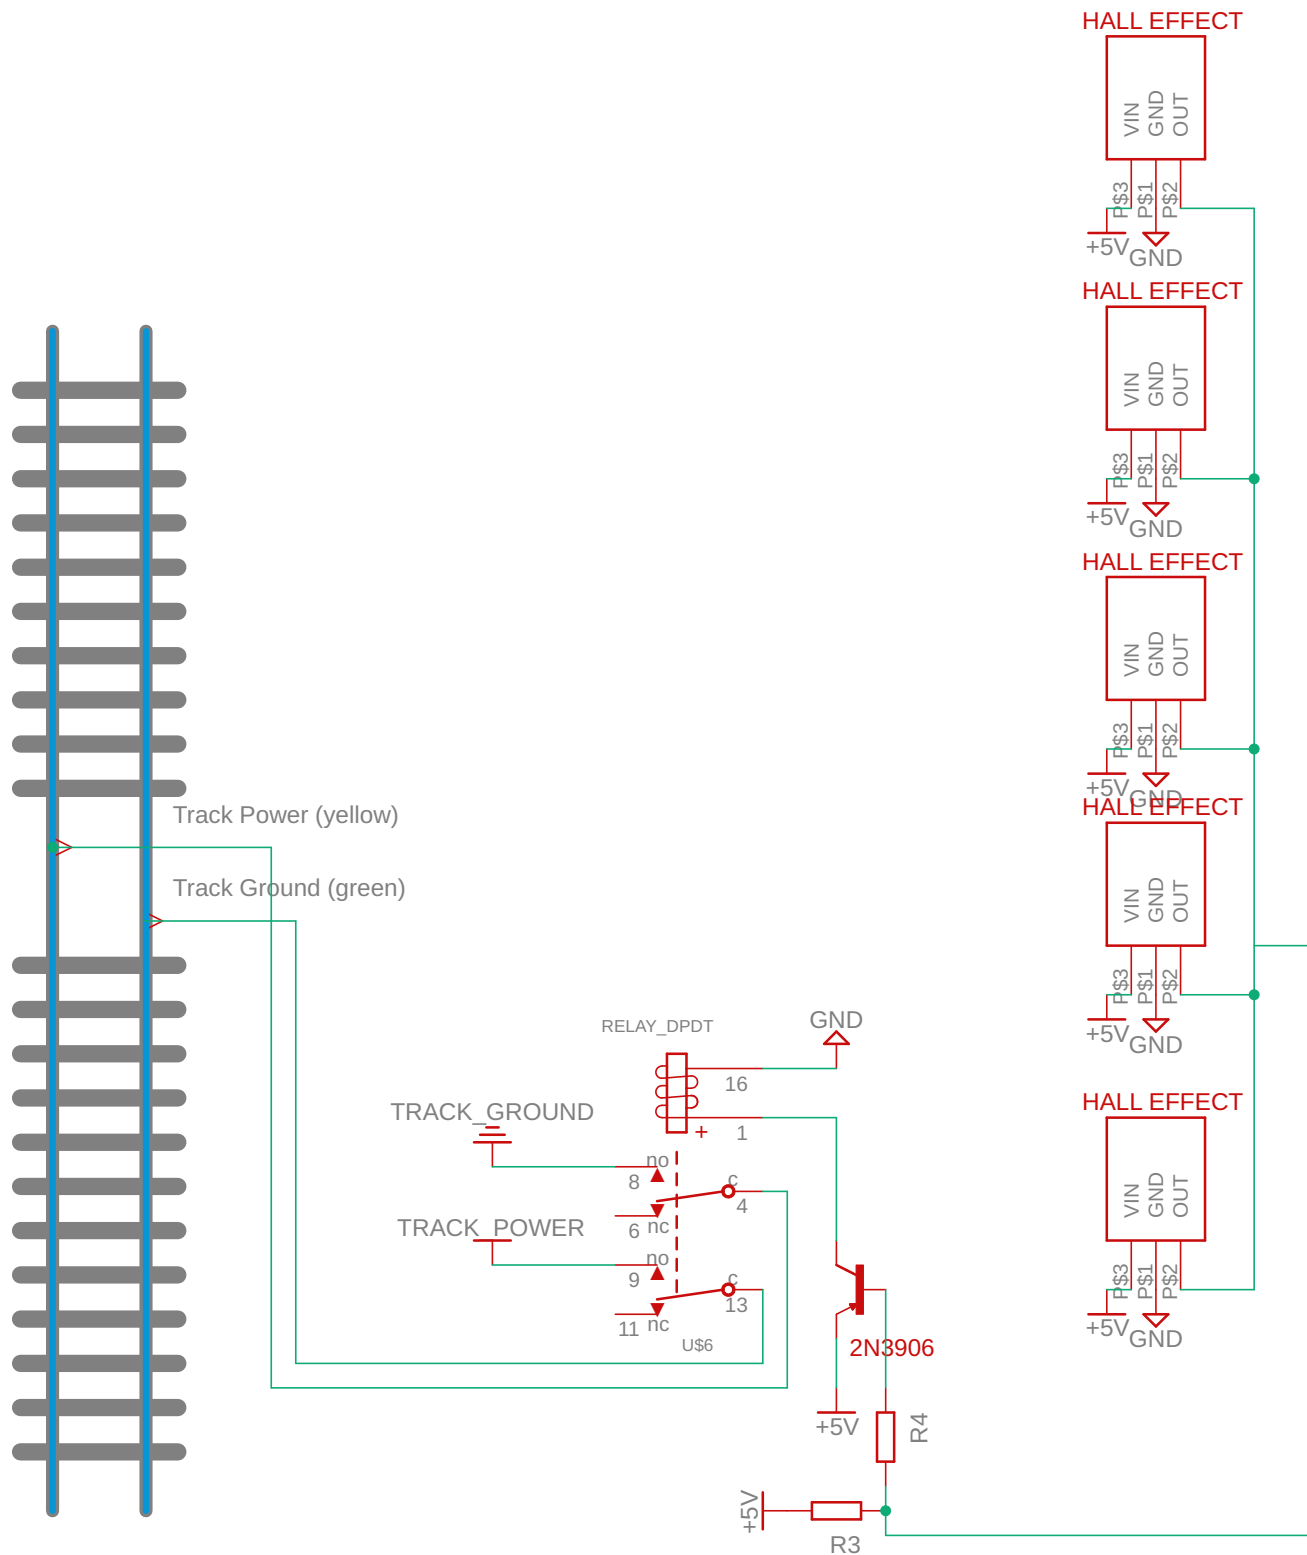 HALL EFFECT
VIN
GND
OUT
P$3
P$1
P$2
+5V
GND
HALL EFFECT
VIN
GND
OUT
P$3
P$1
P$2
+5V
GND
HALL EFFECT
VIN
GND
OUT
P$3
P$1
P$2
+5V
GND
HALL EFFECT
VIN
GND
OUT
P$3
P$1
P$2
+5V
GND
HALL EFFECT
VIN
GND
OUT
P$3
P$1
P$2
+5V
GND
Track Power (yellow)
Track Ground (green)
RELAY_DPDT
GND
16
1
+
TRACK_GROUND
no
8
c
4
6
nc
TRACK_POWER
no
9
c
13
11
nc
U$6
2N3906
+5V
R4
+5V
R3